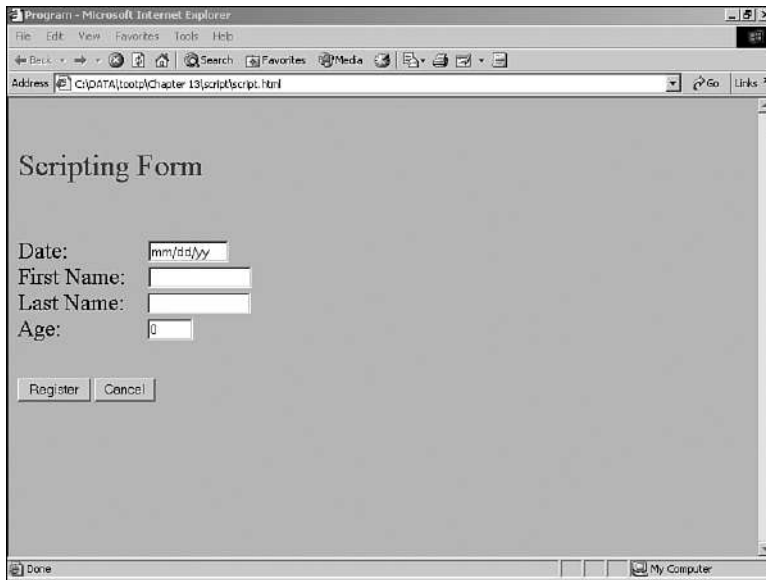 Program - Microsoft Internet Explorer
File Edit View Favorites Tools Help
Back Search Favorites Media
Address C:\DATA\tootp\Chapter 13\script\script.html Go Links
Scripting Form
Date: mm/dd/yy
First Name:
Last Name:
Age: 0
Register Cancel
Done My Computer